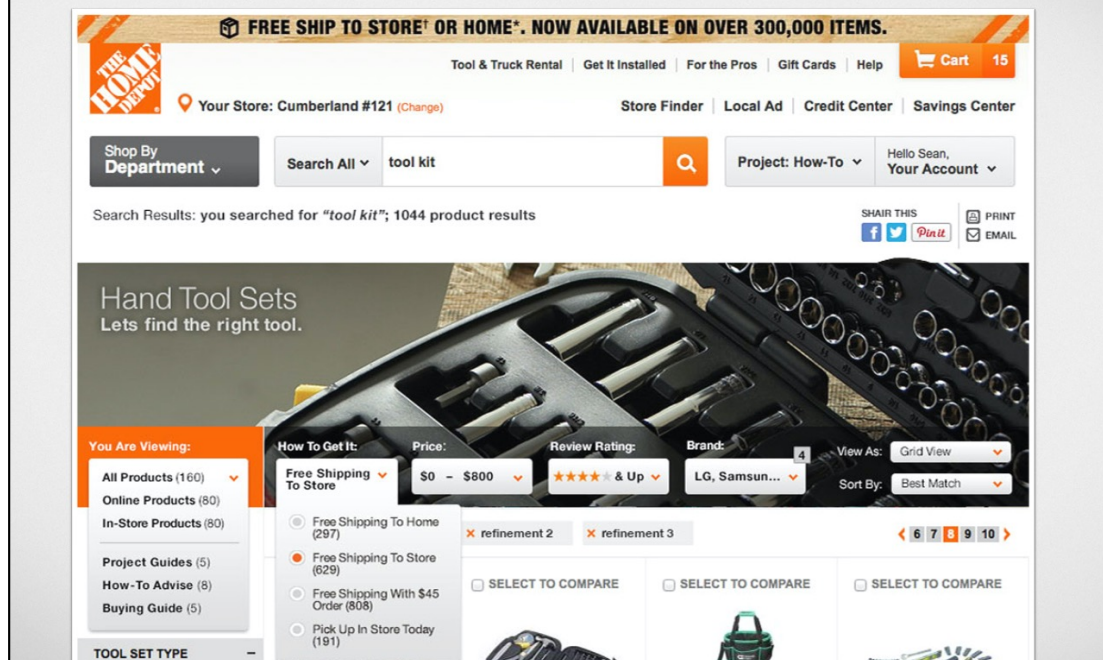 FREE SHIP TO STORE† OR HOME*. NOW AVAILABLE ON OVER 300,000 ITEMS.
THE HOME DEPOT
Tool & Truck Rental | Get It Installed | For the Pros | Gift Cards | Help
Cart 15
Your Store: Cumberland #121 (Change)
Store Finder | Local Ad | Credit Center | Savings Center
Shop By
Department
Search All
tool kit
Project: How-To
Hello Sean,
Your Account
Search Results: you searched for "tool kit"; 1044 product results
SHAIR THIS
Pin it
PRINT
EMAIL
Hand Tool Sets
Lets find the right tool.
You Are Viewing:
All Products (160)
Online Products (80)
In-Store Products (80)
Project Guides (5)
How-To Advise (8)
Buying Guide (5)
TOOL SET TYPE
How To Get It:
Free Shipping
To Store
Free Shipping To Home
(297)
Free Shipping To Store
(629)
Free Shipping With $45
Order (808)
Pick Up In Store Today
(191)
Price:
$0 – $800
Review Rating:
& Up
Brand:
4
LG, Samsun...
View As: Grid View
Sort By: Best Match
× refinement 2
× refinement 3
6 7 8 9 10
SELECT TO COMPARE
SELECT TO COMPARE
SELECT TO COMPARE